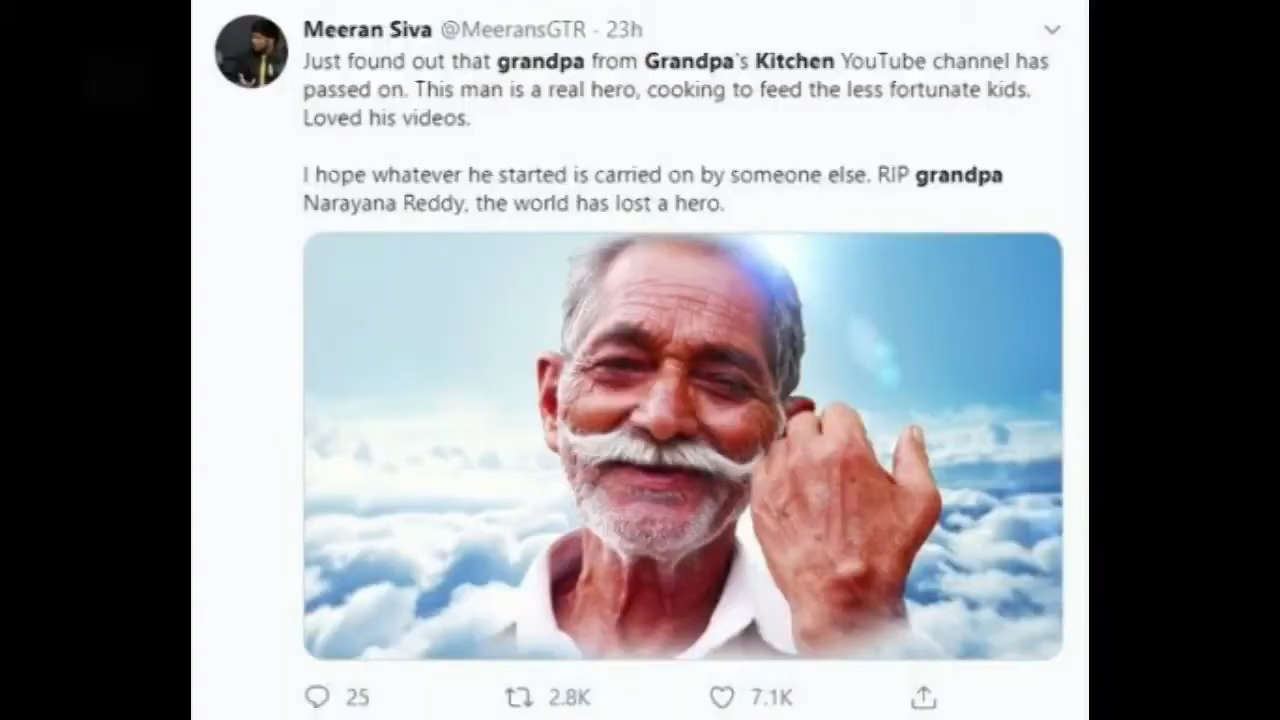 Meeran Siva @MeeransGTR · 23h
Just found out that grandpa from Grandpa's Kitchen YouTube channel has
passed on. This man is a real hero, cooking to feed the less fortunate kids.
Loved his videos.
I hope whatever he started is carried on by someone else. RIP grandpa
Narayana Reddy, the world has lost a hero.
25 2.8K 7.1K